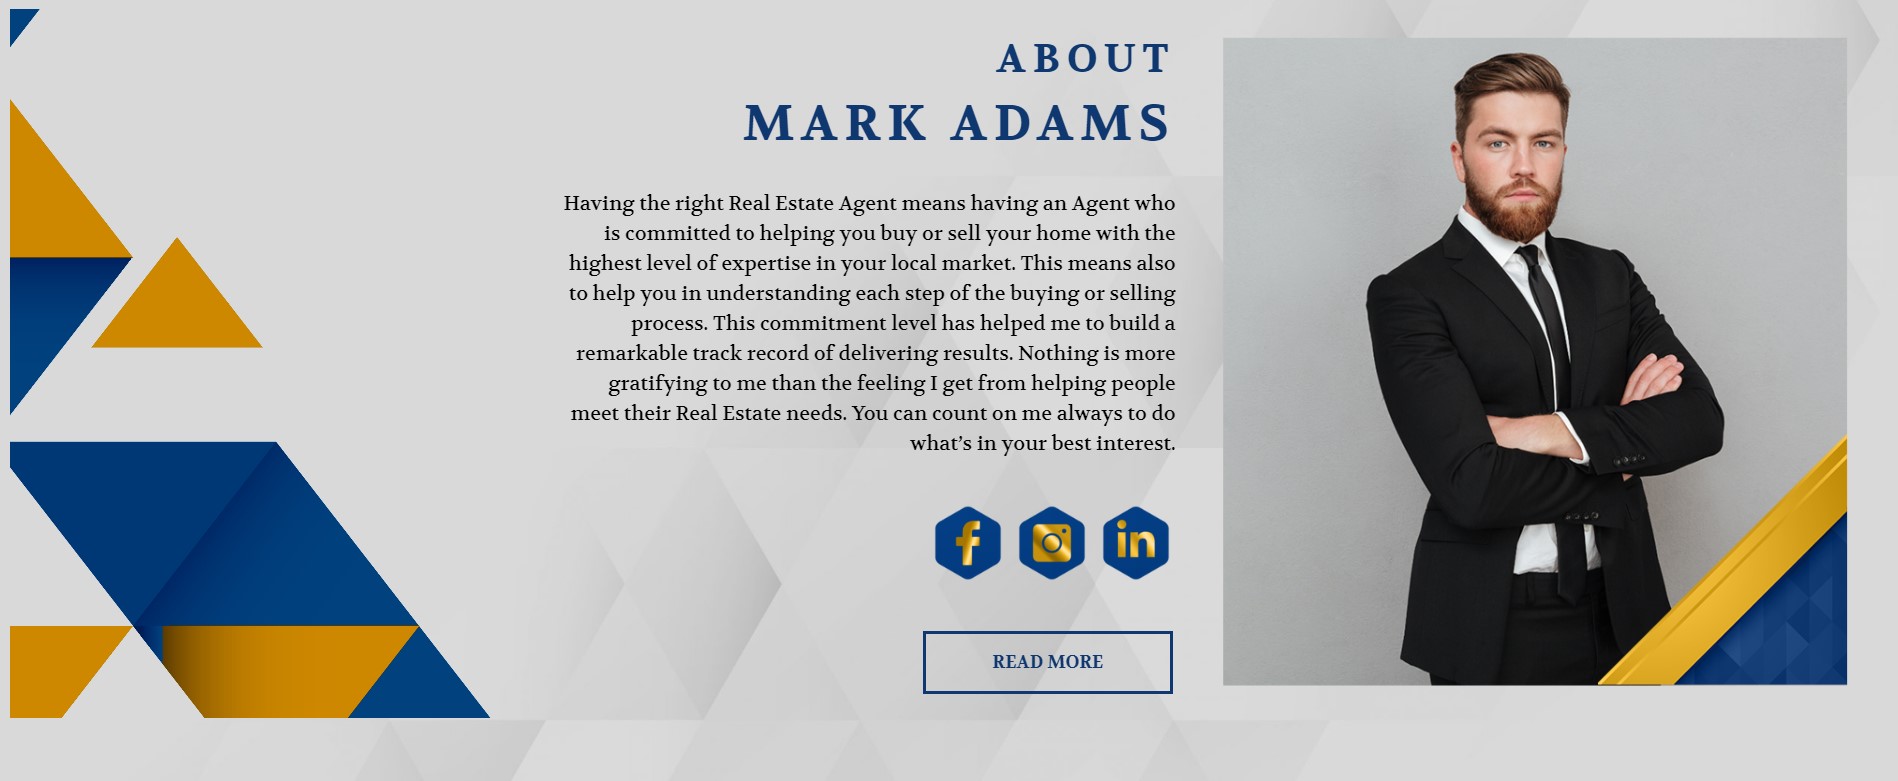 ABOUT
MARK ADAMS
Having the right Real Estate Agent means having an Agent who
is committed to helping you buy or sell your home with the
highest level of expertise in your local market. This means also
to help you in understanding each step of the buying or selling
process. This commitment level has helped me to build a
remarkable track record of delivering results. Nothing is more
gratifying to me than the feeling I get from helping people
meet their Real Estate needs. You can count on me always to do
what’s in your best interest.
f in
READ MORE